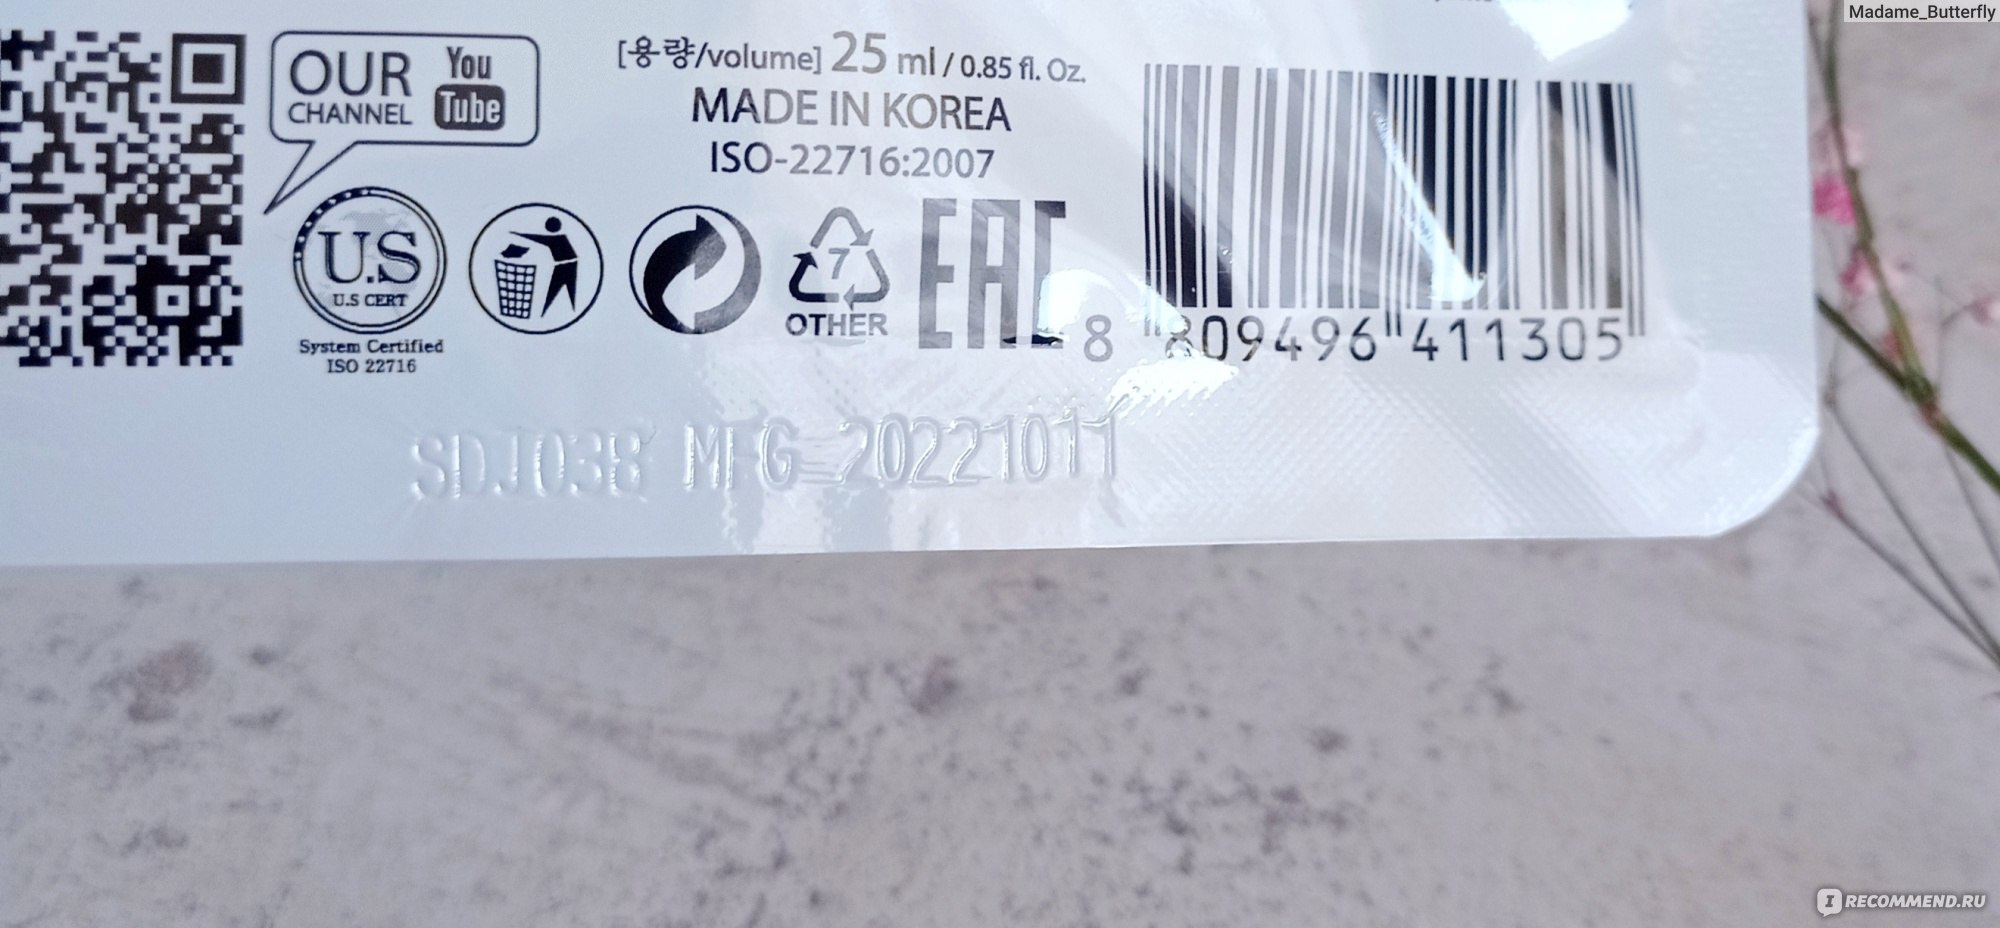 Madame_Butterfly
OUR
CHANNEL
You
Tube
[용량/volume] 25 ml / 0.85 fl. Oz.
MADE IN KOREA
ISO-22716:2007
U.S
U.S CERT
System Certified
ISO 22716
7
OTHER
EAC
8 809496 411305
SDJ038 MFG 20221011
IRECOMMEND.RU